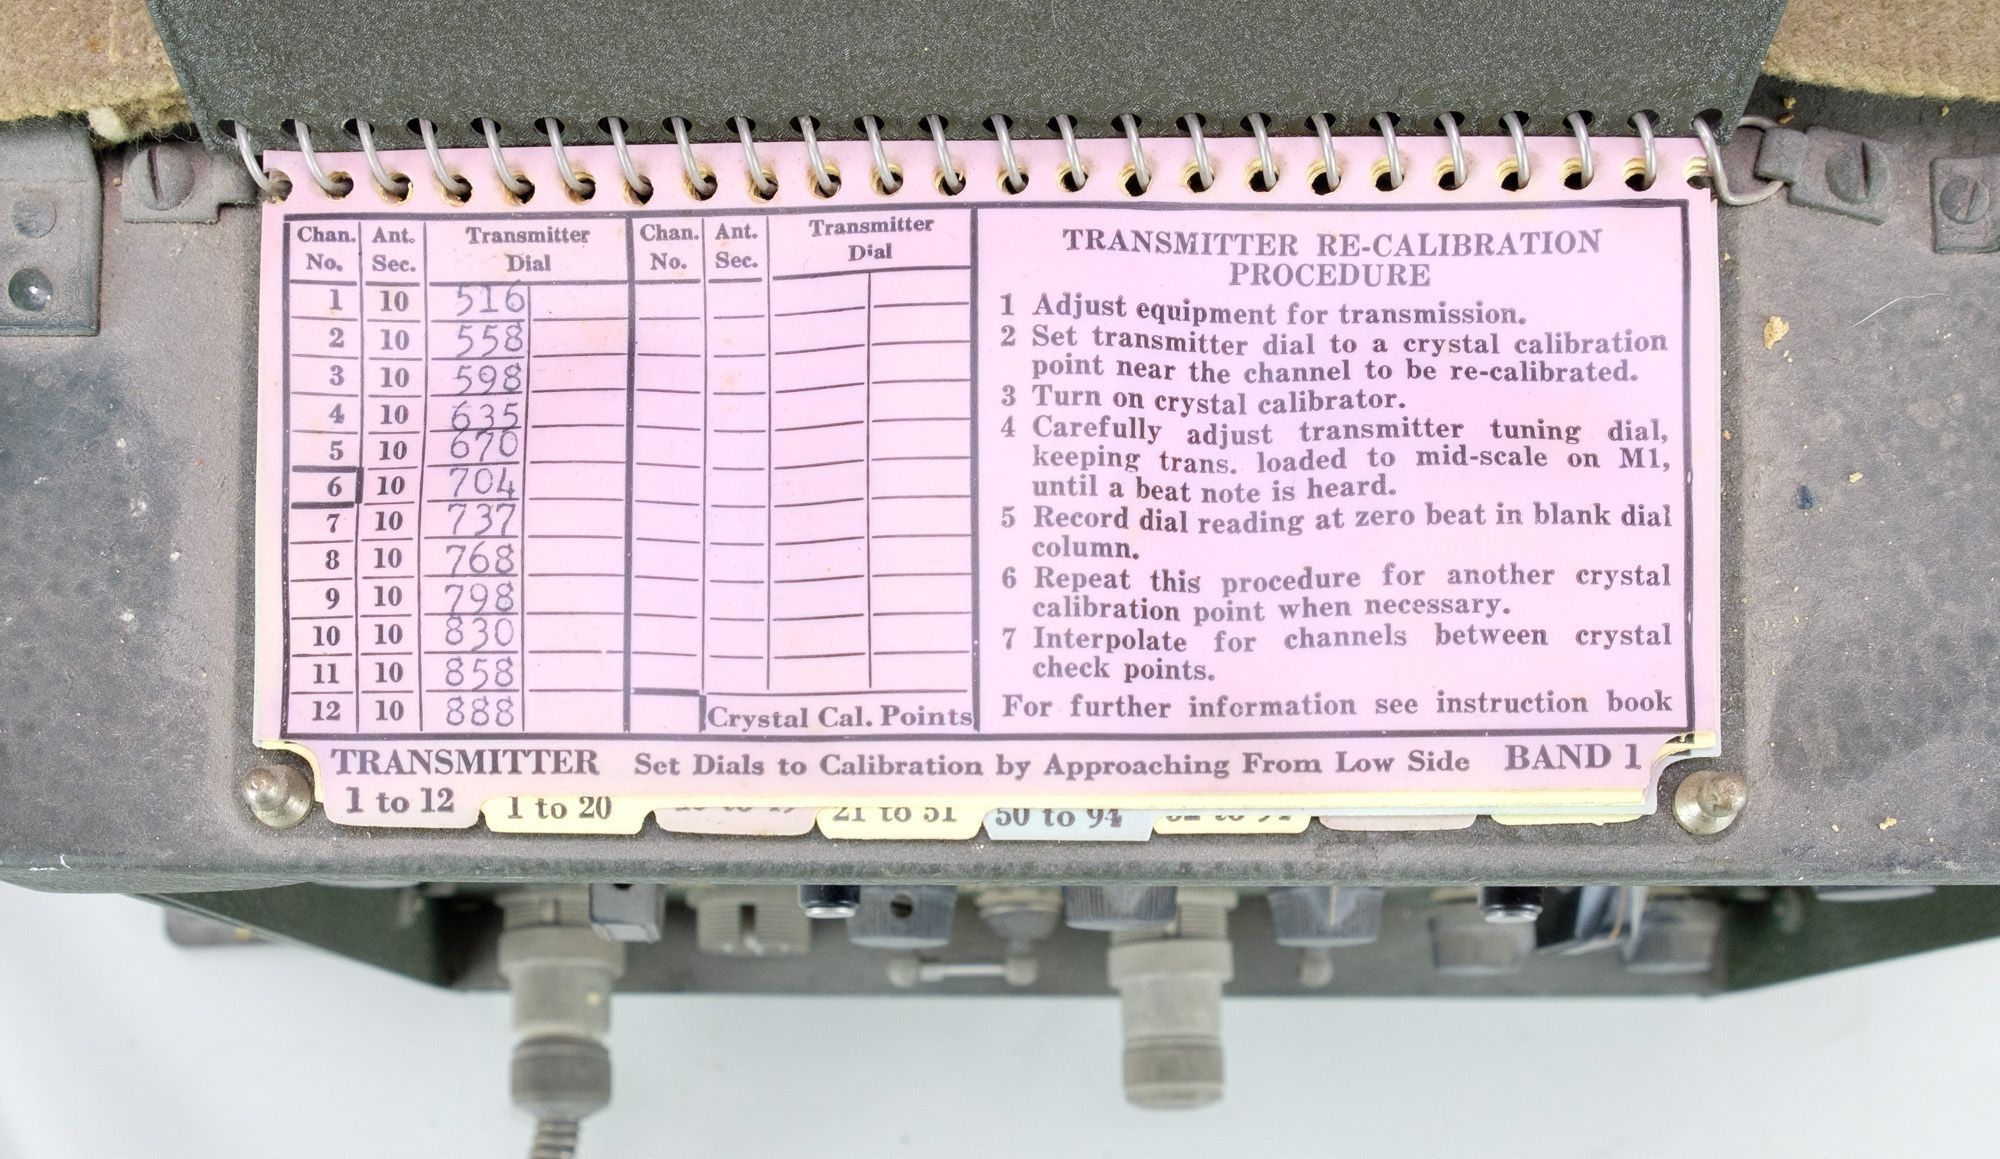 Chan. No. Ant. Sec. Transmitter Dial Chan. No. Ant. Sec. Transmitter Dial
1 10 516
2 10 558
3 10 598
4 10 635
5 10 670
6 10 704
7 10 737
8 10 768
9 10 798
10 10 830
11 10 858
12 10 888
Crystal Cal. Points
TRANSMITTER RE-CALIBRATION
PROCEDURE
1 Adjust equipment for transmission.
2 Set transmitter dial to a crystal calibration
point near the channel to be re-calibrated.
3 Turn on crystal calibrator.
4 Carefully adjust transmitter tuning dial,
keeping trans. loaded to mid-scale on M1,
until a beat note is heard.
5 Record dial reading at zero beat in blank dial
column.
6 Repeat this procedure for another crystal
calibration point when necessary.
7 Interpolate for channels between crystal
check points.
For further information see instruction book
TRANSMITTER Set Dials to Calibration by Approaching From Low Side BAND 1
1 to 12 1 to 20 21 to 51 50 to 94